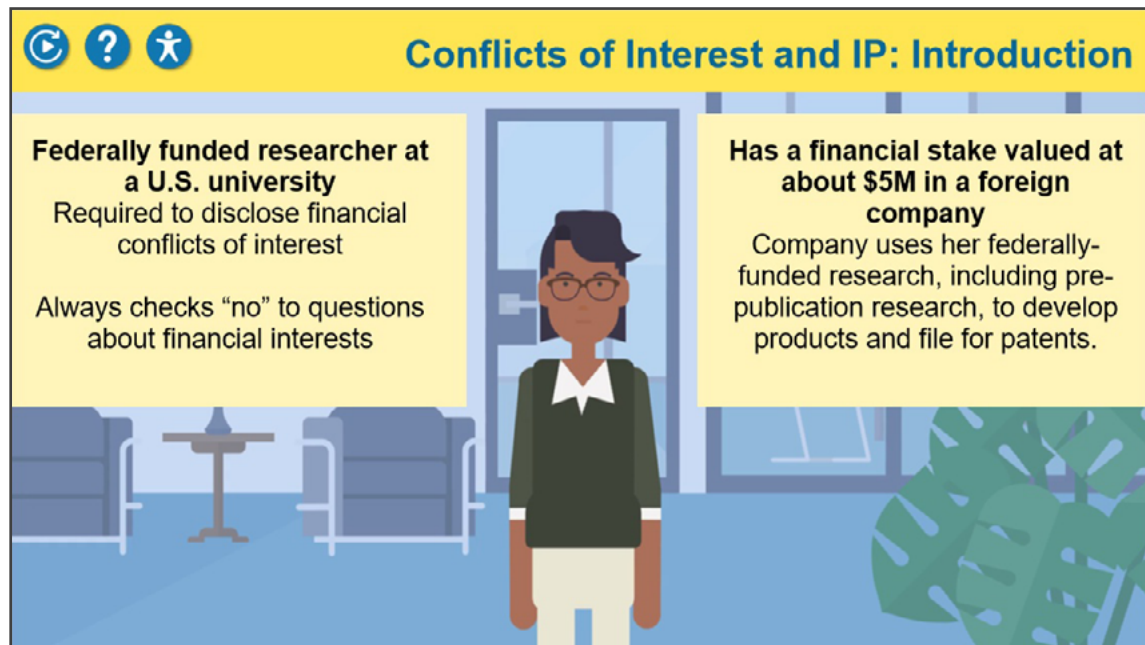 ?
Conflicts of Interest and IP: Introduction
Federally funded researcher at
a U.S. university
Required to disclose financial
conflicts of interest
Always checks “no” to questions
about financial interests
Has a financial stake valued at
about $5M in a foreign
company
Company uses her federally-
funded research, including pre-
publication research, to develop
products and file for patents.